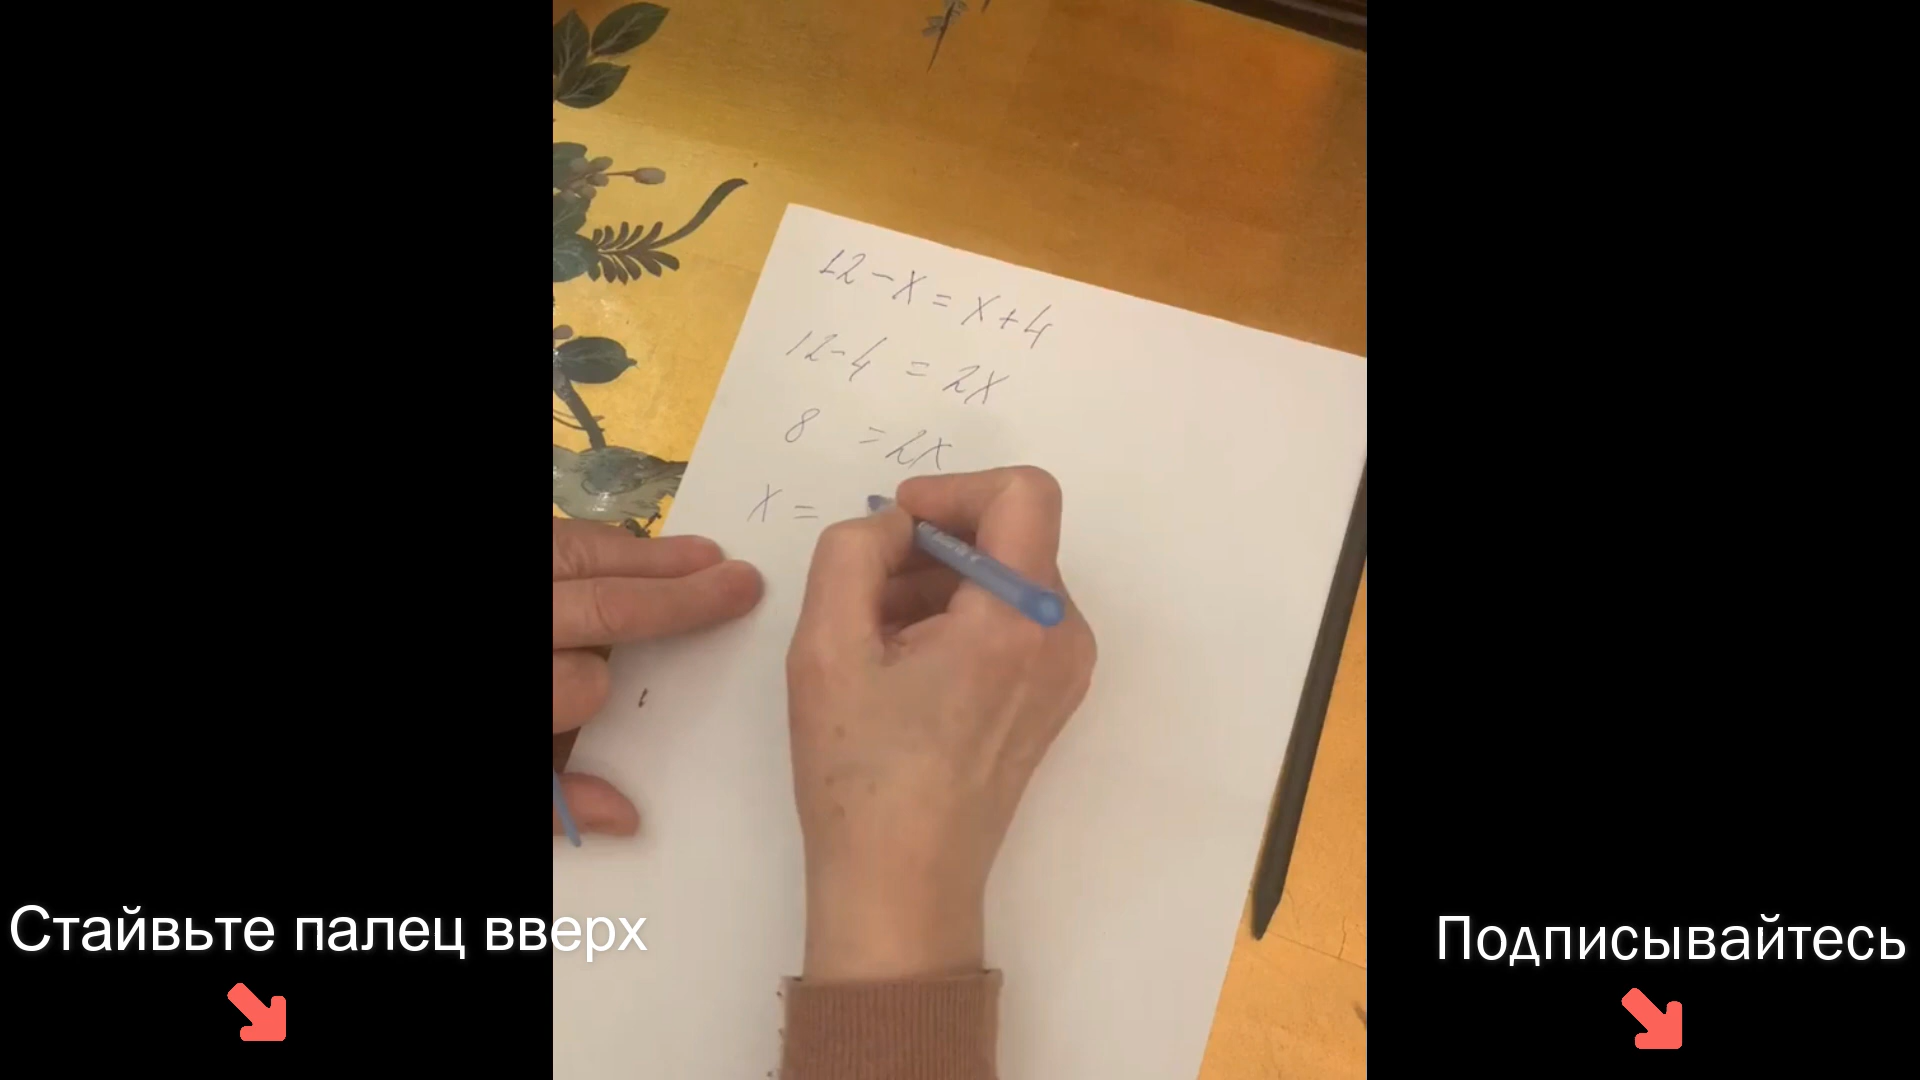 12 - x = x + 4
12 - 4 = 2x
8 = 2x
x =
Стайвьте палец вверх
Подписывайтесь